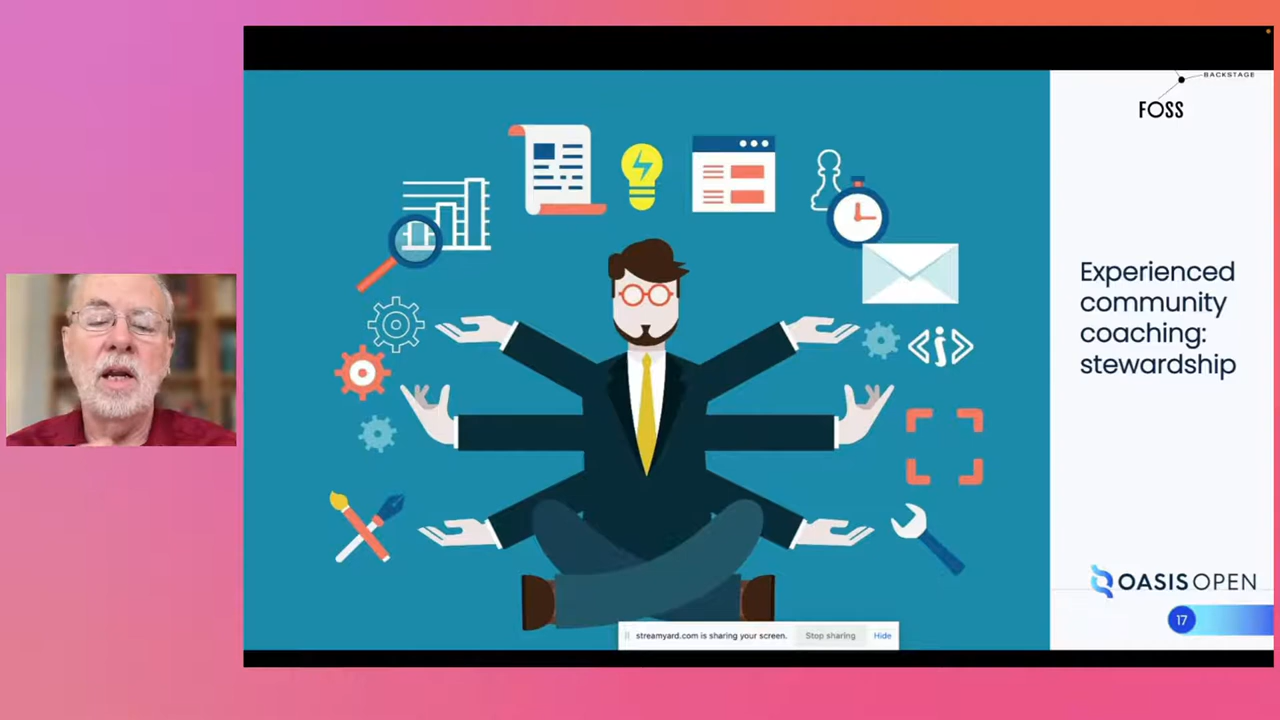 BACKSTAGE
FOSS
Experienced
community
coaching:
stewardship
<i>
OASIS OPEN
17
streamyard.com is sharing your screen.
Stop sharing
Hide